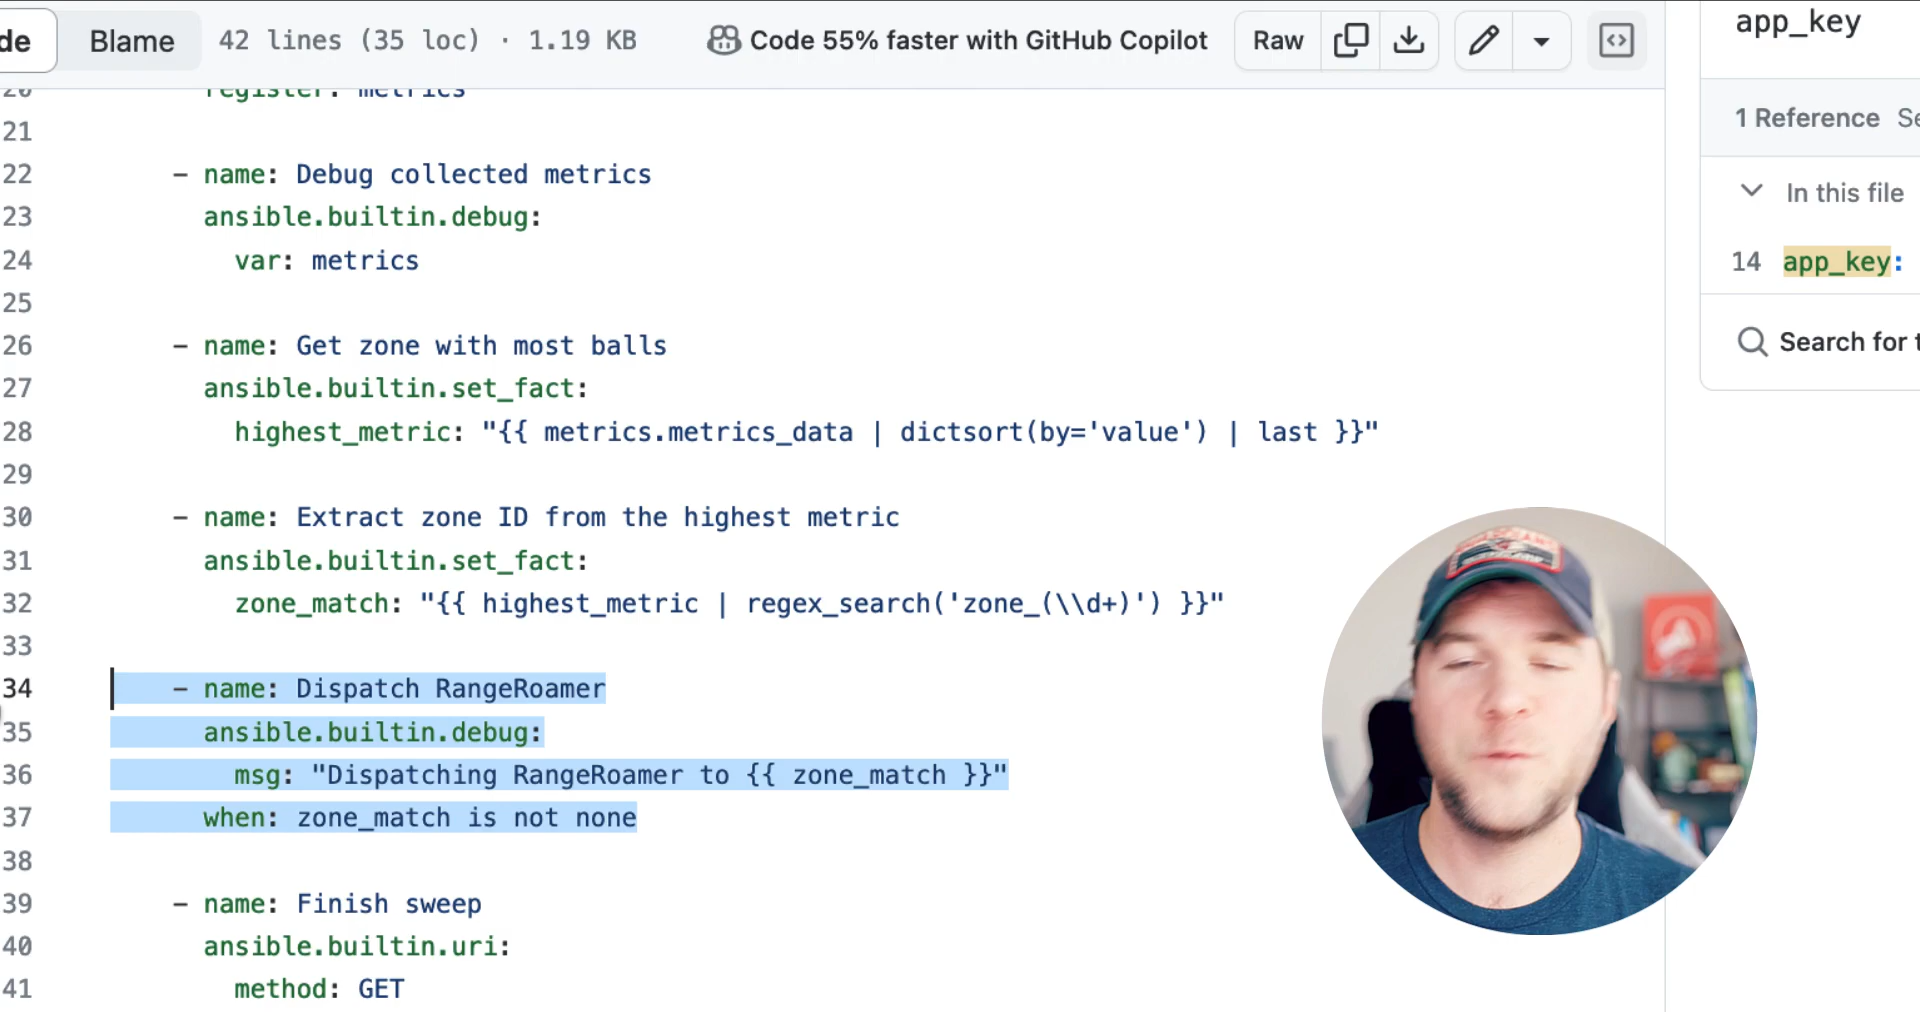 de
Blame
42 lines (35 loc) · 1.19 KB
Code 55% faster with GitHub Copilot
Raw
20 register: metrics
21
22 - name: Debug collected metrics
23 ansible.builtin.debug:
24 var: metrics
25
26 - name: Get zone with most balls
27 ansible.builtin.set_fact:
28 highest_metric: "{{ metrics.metrics_data | dictsort(by='value') | last }}"
29
30 - name: Extract zone ID from the highest metric
31 ansible.builtin.set_fact:
32 zone_match: "{{ highest_metric | regex_search('zone_(\\d+)') }}"
33
34 - name: Dispatch RangeRoamer
35 ansible.builtin.debug:
36 msg: "Dispatching RangeRoamer to {{ zone_match }}"
37 when: zone_match is not none
38
39 - name: Finish sweep
40 ansible.builtin.uri:
41 method: GET
app_key
1 Reference Se
In this file
14 app_key:
Search for t